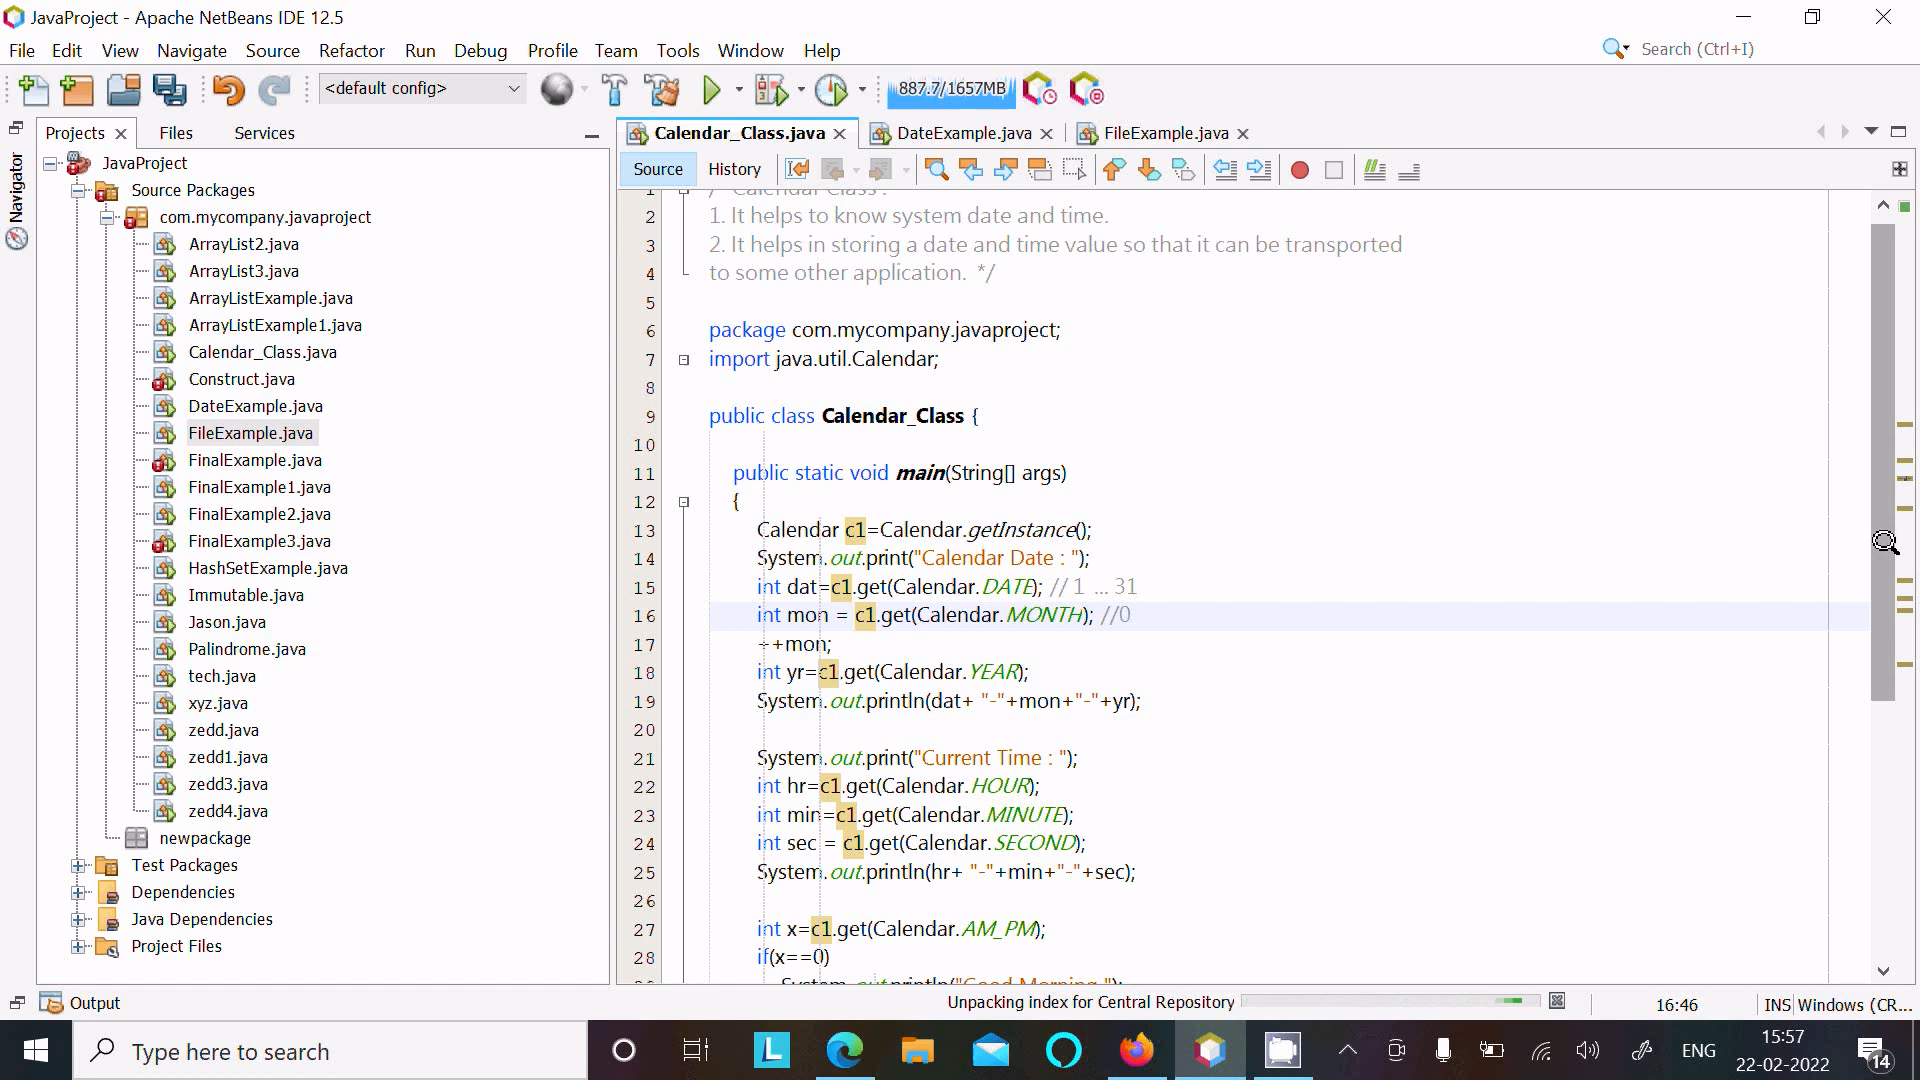 JavaProject - Apache NetBeans IDE 12.5
File Edit View Navigate Source Refactor Run Debug Profile Team Tools Window Help
Search (Ctrl+I)
<default config>
887.7/1657MB
Projects Files Services
Navigator
JavaProject
Source Packages
com.mycompany.javaproject
ArrayList2.java
ArrayList3.java
ArrayListExample.java
ArrayListExample1.java
Calendar_Class.java
Construct.java
DateExample.java
FileExample.java
FinalExample.java
FinalExample1.java
FinalExample2.java
FinalExample3.java
HashSetExample.java
Immutable.java
Jason.java
Palindrome.java
tech.java
xyz.java
zedd.java
zedd1.java
zedd3.java
zedd4.java
newpackage
Test Packages
Dependencies
Java Dependencies
Project Files
Calendar_Class.java DateExample.java FileExample.java
Source History
1 Calendar Class :
2 1. It helps to know system date and time.
3 2. It helps in storing a date and time value so that it can be transported
4 to some other application. */
5
6 package com.mycompany.javaproject;
7 import java.util.Calendar;
8
9 public class Calendar_Class {
10
11 public static void main(String[] args)
12 {
13 Calendar c1=Calendar.getInstance();
14 System.out.print("Calendar Date : ");
15 int dat=c1.get(Calendar.DATE); // 1 ... 31
16 int mon = c1.get(Calendar.MONTH); //0
17 ++mon;
18 int yr=c1.get(Calendar.YEAR);
19 System.out.println(dat+ "-"+mon+"-"+yr);
20
21 System.out.print("Current Time : ");
22 int hr=c1.get(Calendar.HOUR);
23 int min=c1.get(Calendar.MINUTE);
24 int sec = c1.get(Calendar.SECOND);
25 System.out.println(hr+ "-"+min+"-"+sec);
26
27 int x=c1.get(Calendar.AM_PM);
28 if(x==0)
System.out.println("Good Morning ");
Output
Unpacking index for Central Repository
16:46
INS Windows (CR...
Type here to search
L
ENG
15:57
22-02-2022
14